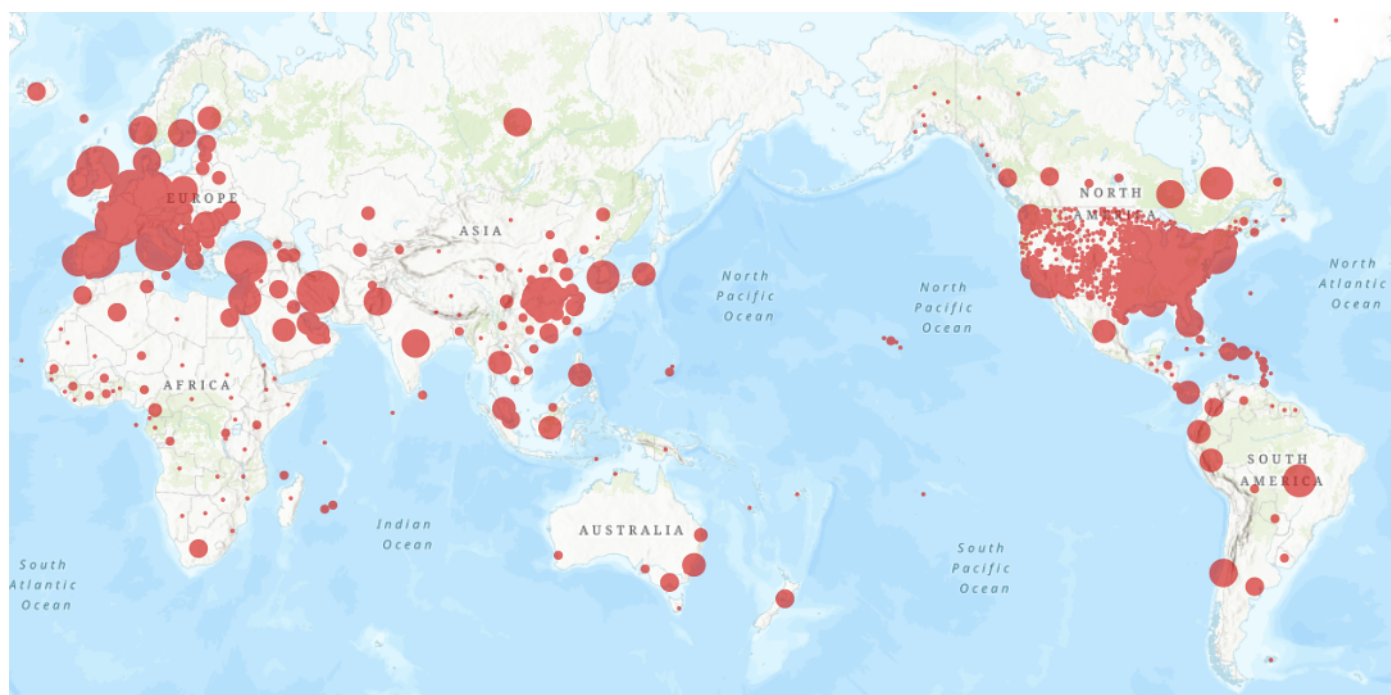 EUROPE
ASIA
NORTH
AMERICA
North
Pacific
Ocean
North
Pacific
Ocean
North
Atlantic
Ocean
AFRICA
SOUTH
AMERICA
Indian
Ocean
AUSTRALIA
South
Atlantic
Ocean
South
Pacific
Ocean